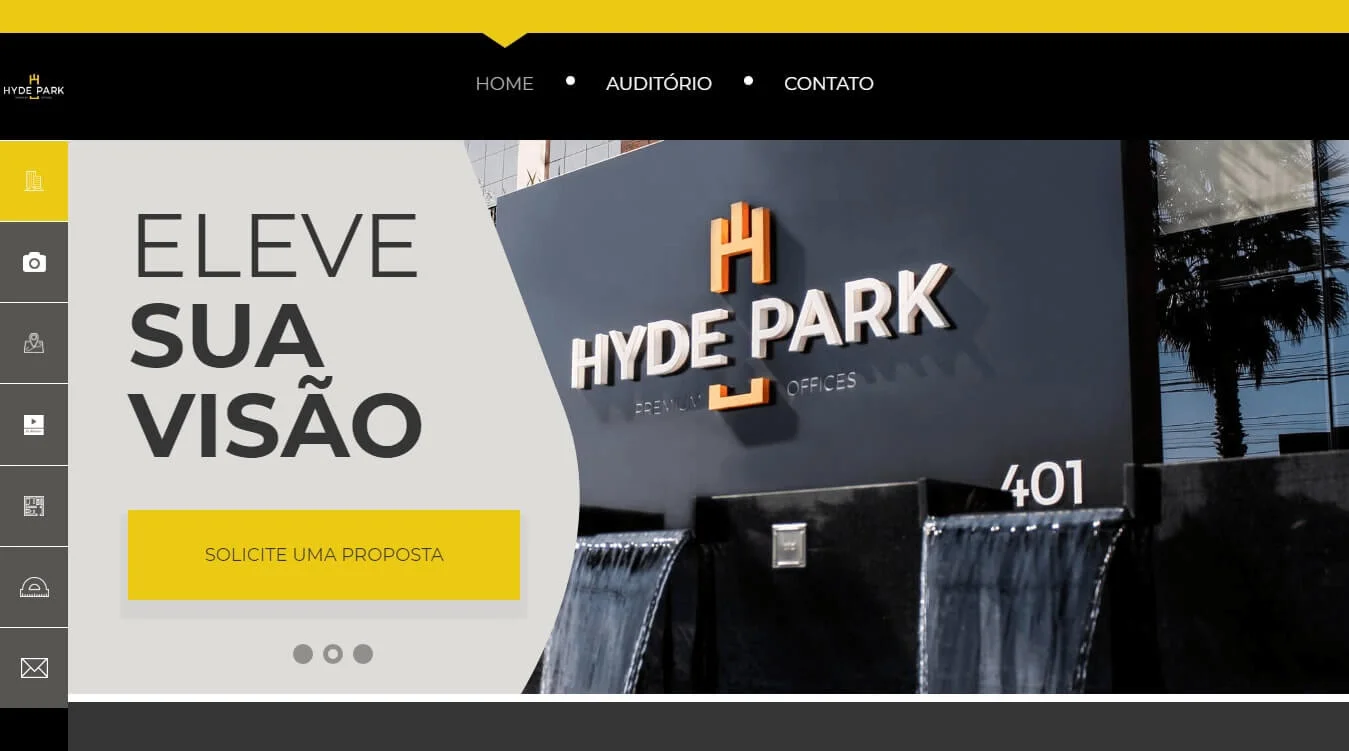 HYDE PARK
HOME
AUDITÓRIO
CONTATO
ELEVE
SUA
VISÃO
SOLICITE UMA PROPOSTA
HYDE PARK
PREMIUM OFFICES
401